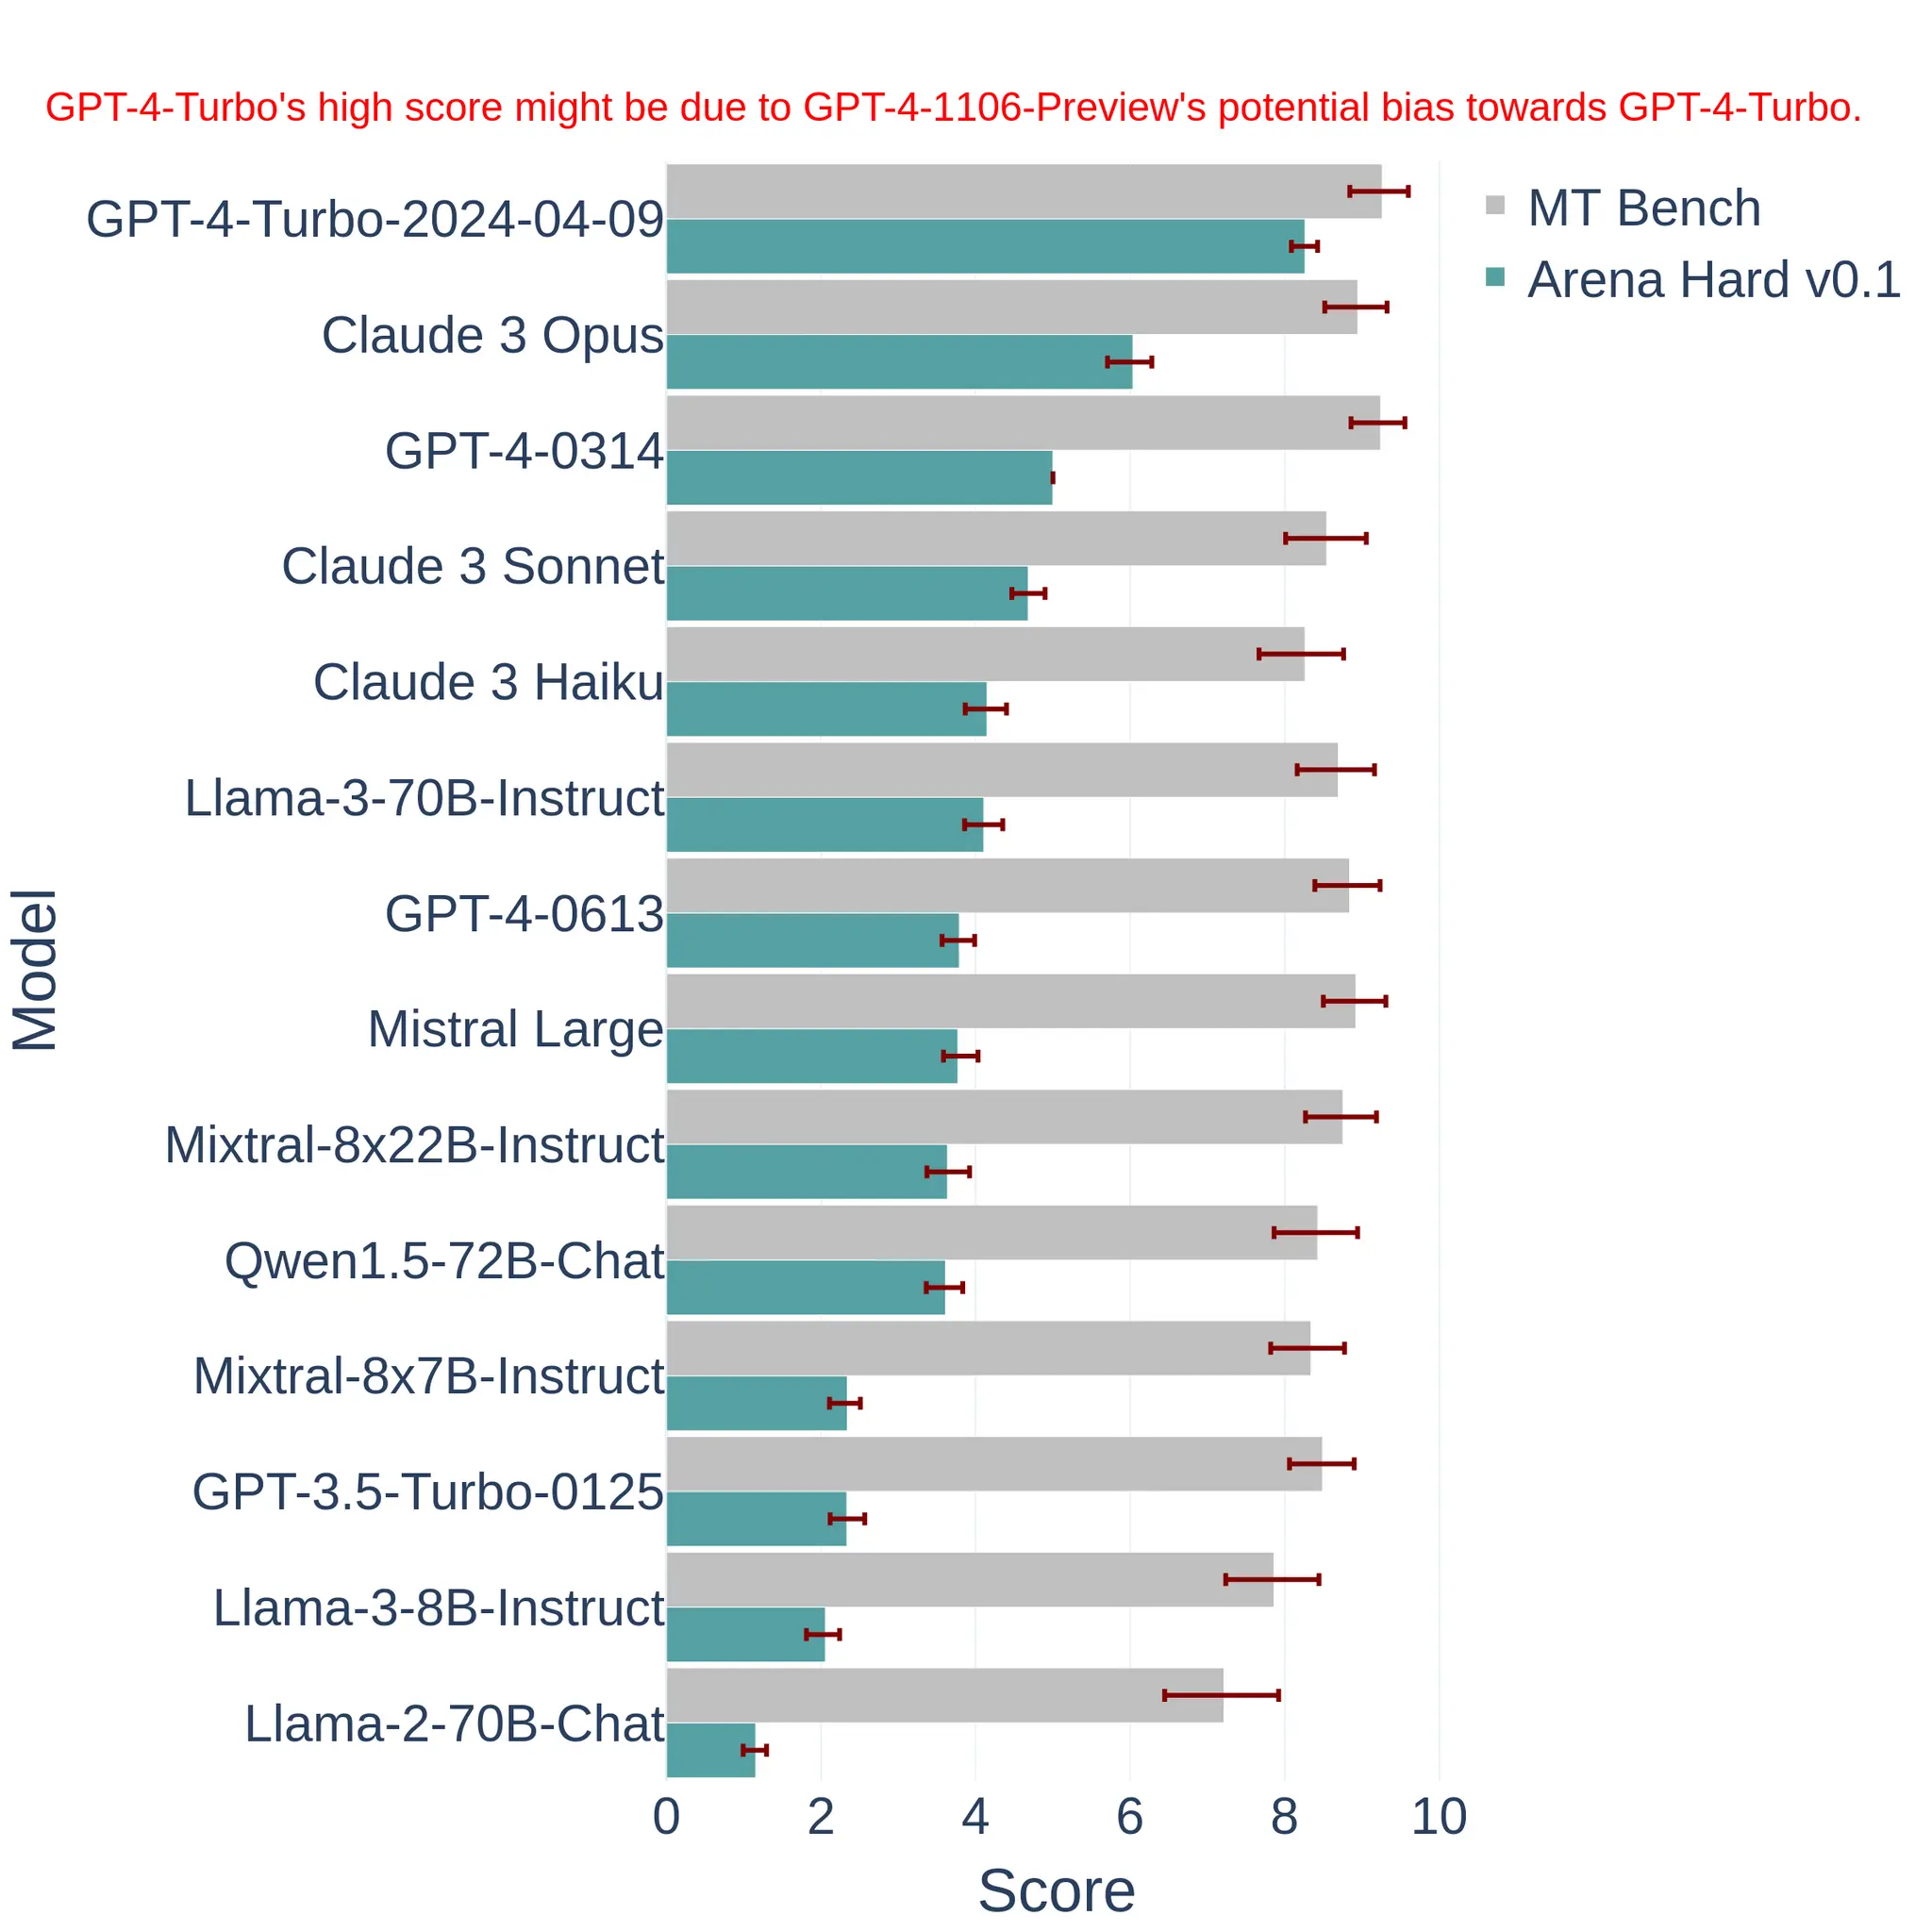 GPT-4-Turbo's high score might be due to GPT-4-1106-Preview's potential bias towards GPT-4-Turbo.
MT Bench
Arena Hard v0.1
Model
GPT-4-Turbo-2024-04-09
Claude 3 Opus
GPT-4-0314
Claude 3 Sonnet
Claude 3 Haiku
Llama-3-70B-Instruct
GPT-4-0613
Mistral Large
Mixtral-8x22B-Instruct
Qwen1.5-72B-Chat
Mixtral-8x7B-Instruct
GPT-3.5-Turbo-0125
Llama-3-8B-Instruct
Llama-2-70B-Chat
0 2 4 6 8 10
Score